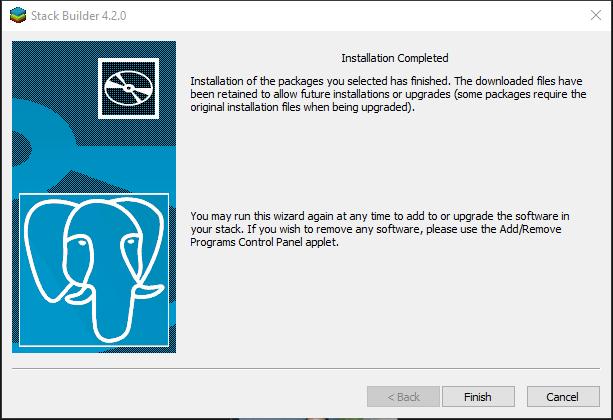 Stack Builder 4.2.0
Installation Completed
Installation of the packages you selected has finished. The downloaded files have
been retained to allow future installations or upgrades (some packages require the
original installation files when being upgraded).
You may run this wizard again at any time to add to or upgrade the software in
your stack. If you wish to remove any software, please use the Add/Remove
Programs Control Panel applet.
< Back
Finish
Cancel